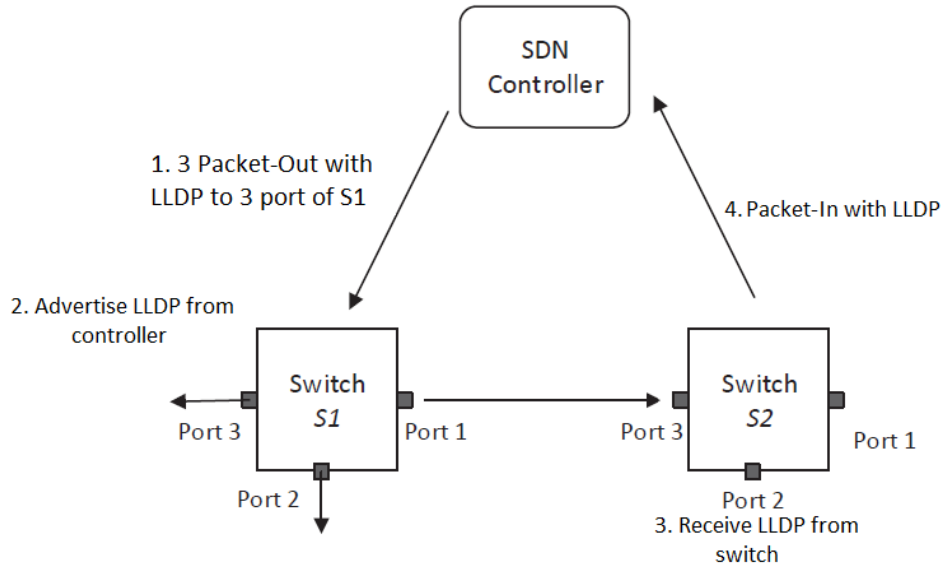 SDN
Controller
1. 3 Packet-Out with
LLDP to 3 port of S1
4. Packet-In with LLDP
2. Advertise LLDP from
controller
Switch
S1
Port 3
Port 1
Port 2
Switch
S2
Port 3
Port 1
Port 2
3. Receive LLDP from
switch